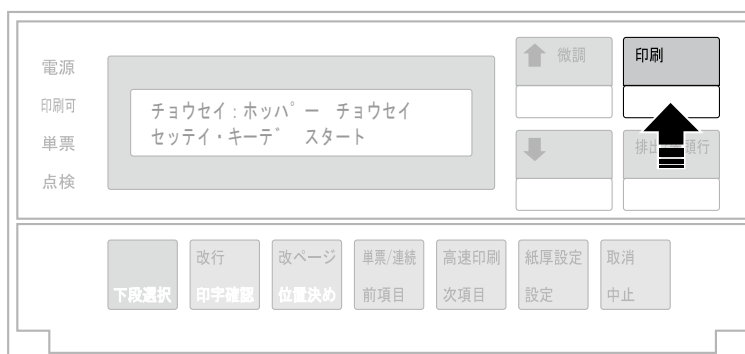 電源
印刷可
単票
点検
チョウセイ：ホッパー　チョウセイ
セッテイ・キーデ　スタート
微調
印刷
排出 頭行
下段選択
改行
印字確認
改ページ
位置決め
単票/連続
前項目
高速印刷
次項目
紙厚設定
設定
取消
中止